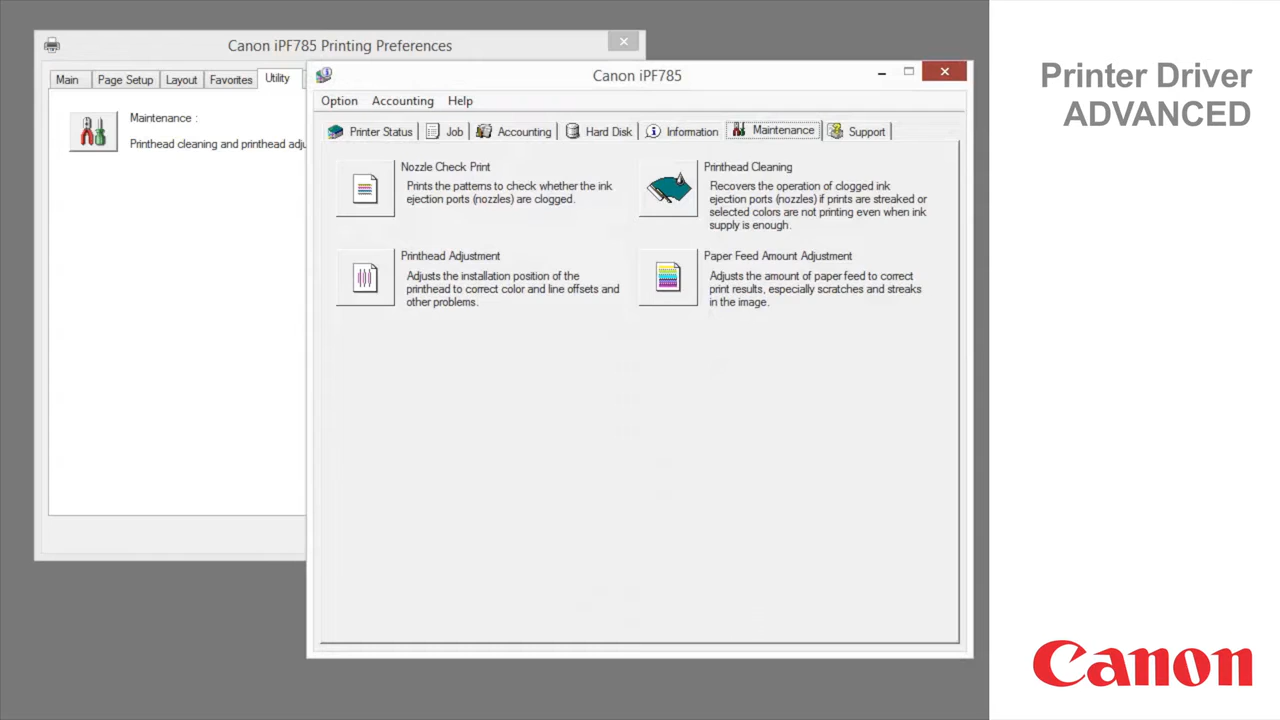 Canon iPF785 Printing Preferences
Main
Page Setup
Layout
Favorites
Utility
Maintenance :
Printhead cleaning and printhead adju
Canon iPF785
Option
Accounting
Help
Printer Status
Job
Accounting
Hard Disk
Information
Maintenance
Support
Nozzle Check Print
Prints the patterns to check whether the ink
ejection ports (nozzles) are clogged.
Printhead Cleaning
Recovers the operation of clogged ink
ejection ports (nozzles) if prints are streaked or
selected colors are not printing even when ink
supply is enough.
Printhead Adjustment
Adjusts the installation position of the
printhead to correct color and line offsets and
other problems.
Paper Feed Amount Adjustment
Adjusts the amount of paper feed to correct
print results, especially scratches and streaks
in the image.
Printer Driver
ADVANCED
Canon